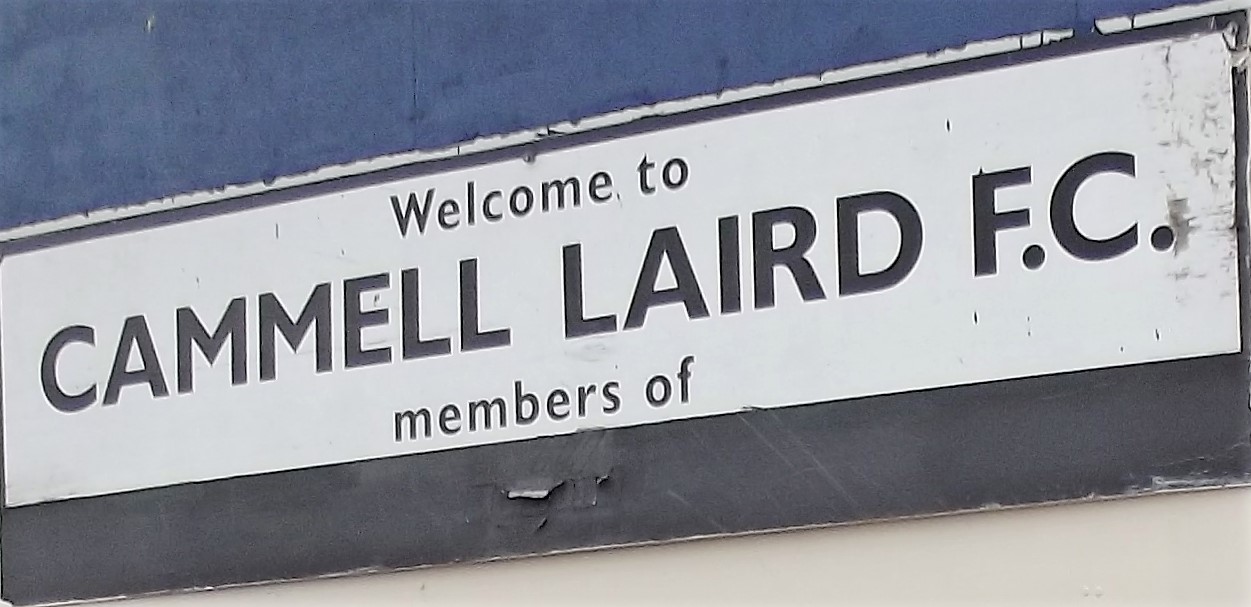 Welcome to
CAMMELL LAIRD F.C.
members of